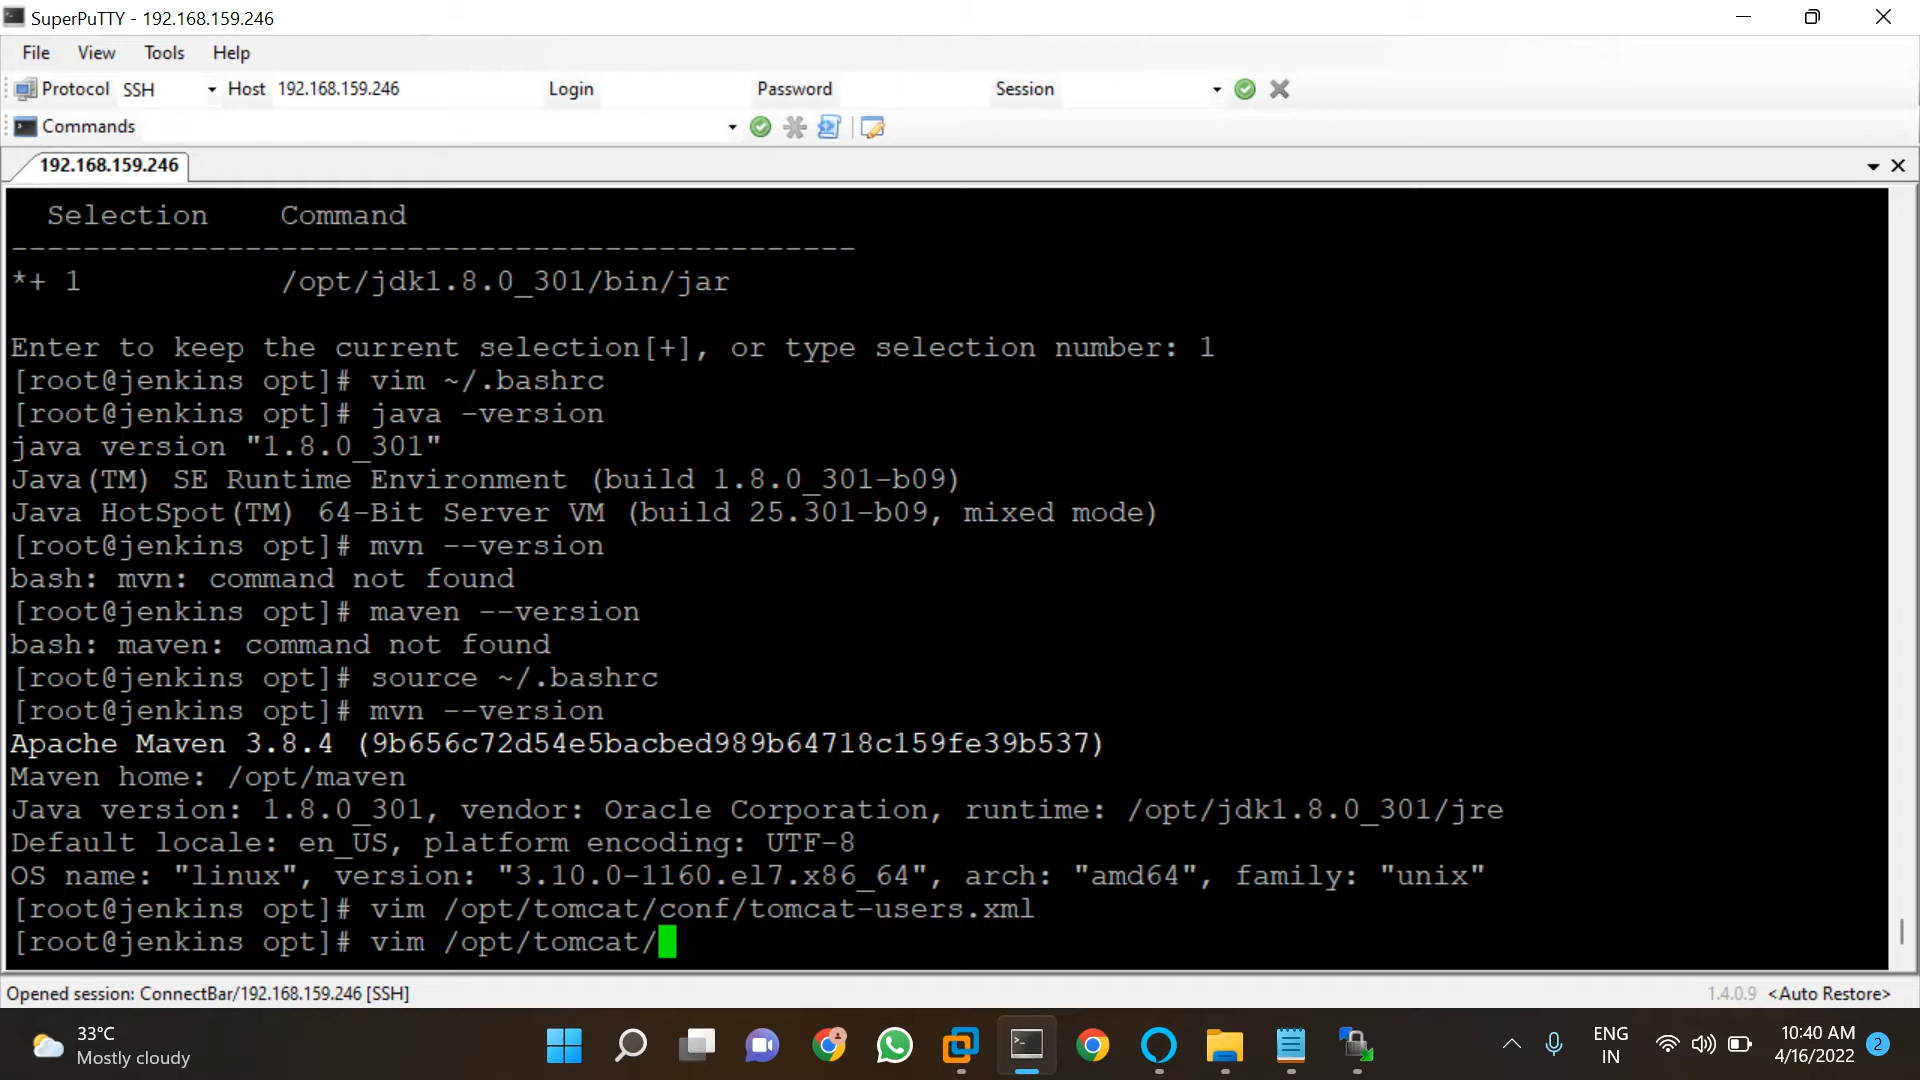 SuperPuTTY - 192.168.159.246
File View Tools Help
Protocol SSH Host 192.168.159.246 Login Password Session
Commands
192.168.159.246
Selection Command
-----------------------------------------------
*+ 1 /opt/jdk1.8.0_301/bin/jar
Enter to keep the current selection[+], or type selection number: 1
[root@jenkins opt]# vim ~/.bashrc
[root@jenkins opt]# java -version
java version "1.8.0_301"
Java(TM) SE Runtime Environment (build 1.8.0_301-b09)
Java HotSpot(TM) 64-Bit Server VM (build 25.301-b09, mixed mode)
[root@jenkins opt]# mvn --version
bash: mvn: command not found
[root@jenkins opt]# maven --version
bash: maven: command not found
[root@jenkins opt]# source ~/.bashrc
[root@jenkins opt]# mvn --version
Apache Maven 3.8.4 (9b656c72d54e5bacbed989b64718c159fe39b537)
Maven home: /opt/maven
Java version: 1.8.0_301, vendor: Oracle Corporation, runtime: /opt/jdk1.8.0_301/jre
Default locale: en_US, platform encoding: UTF-8
OS name: "linux", version: "3.10.0-1160.el7.x86_64", arch: "amd64", family: "unix"
[root@jenkins opt]# vim /opt/tomcat/conf/tomcat-users.xml
[root@jenkins opt]# vim /opt/tomcat/
Opened session: ConnectBar/192.168.159.246 [SSH] 1.4.0.9 <Auto Restore>
33°C
Mostly cloudy
ENG
IN
10:40 AM
4/16/2022
2